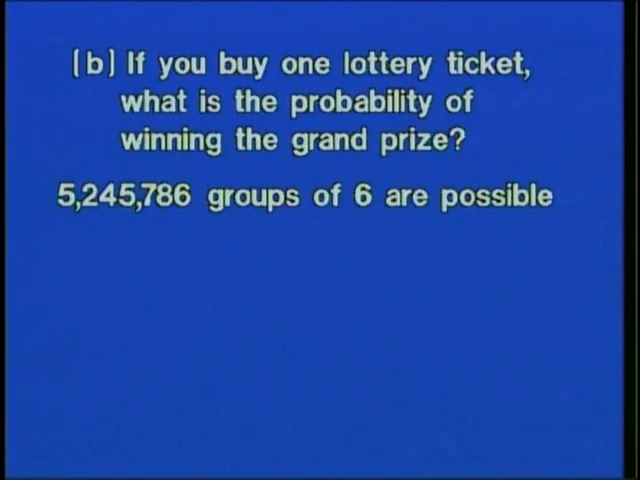 (b) If you buy one lottery ticket,
what is the probability of
winning the grand prize?
5,245,786 groups of 6 are possible